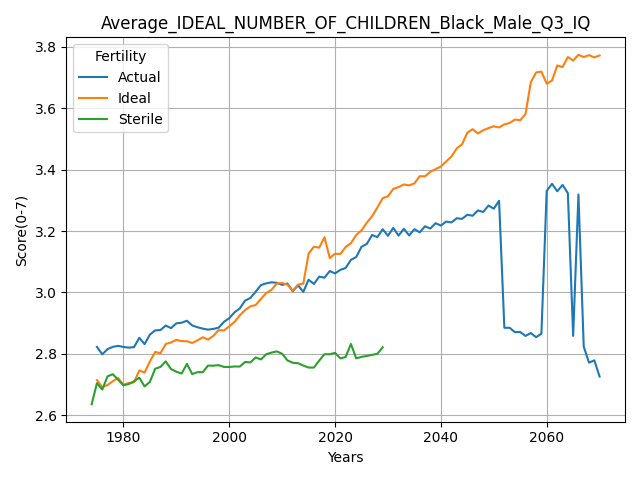 Average_IDEAL_NUMBER_OF_CHILDREN_Black_Male_Q3_IQ
Fertility
Actual
Ideal
Sterile
Score(0-7)
3.8
3.6
3.4
3.2
3.0
2.8
2.6
1980 2000 2020 2040 2060
Years